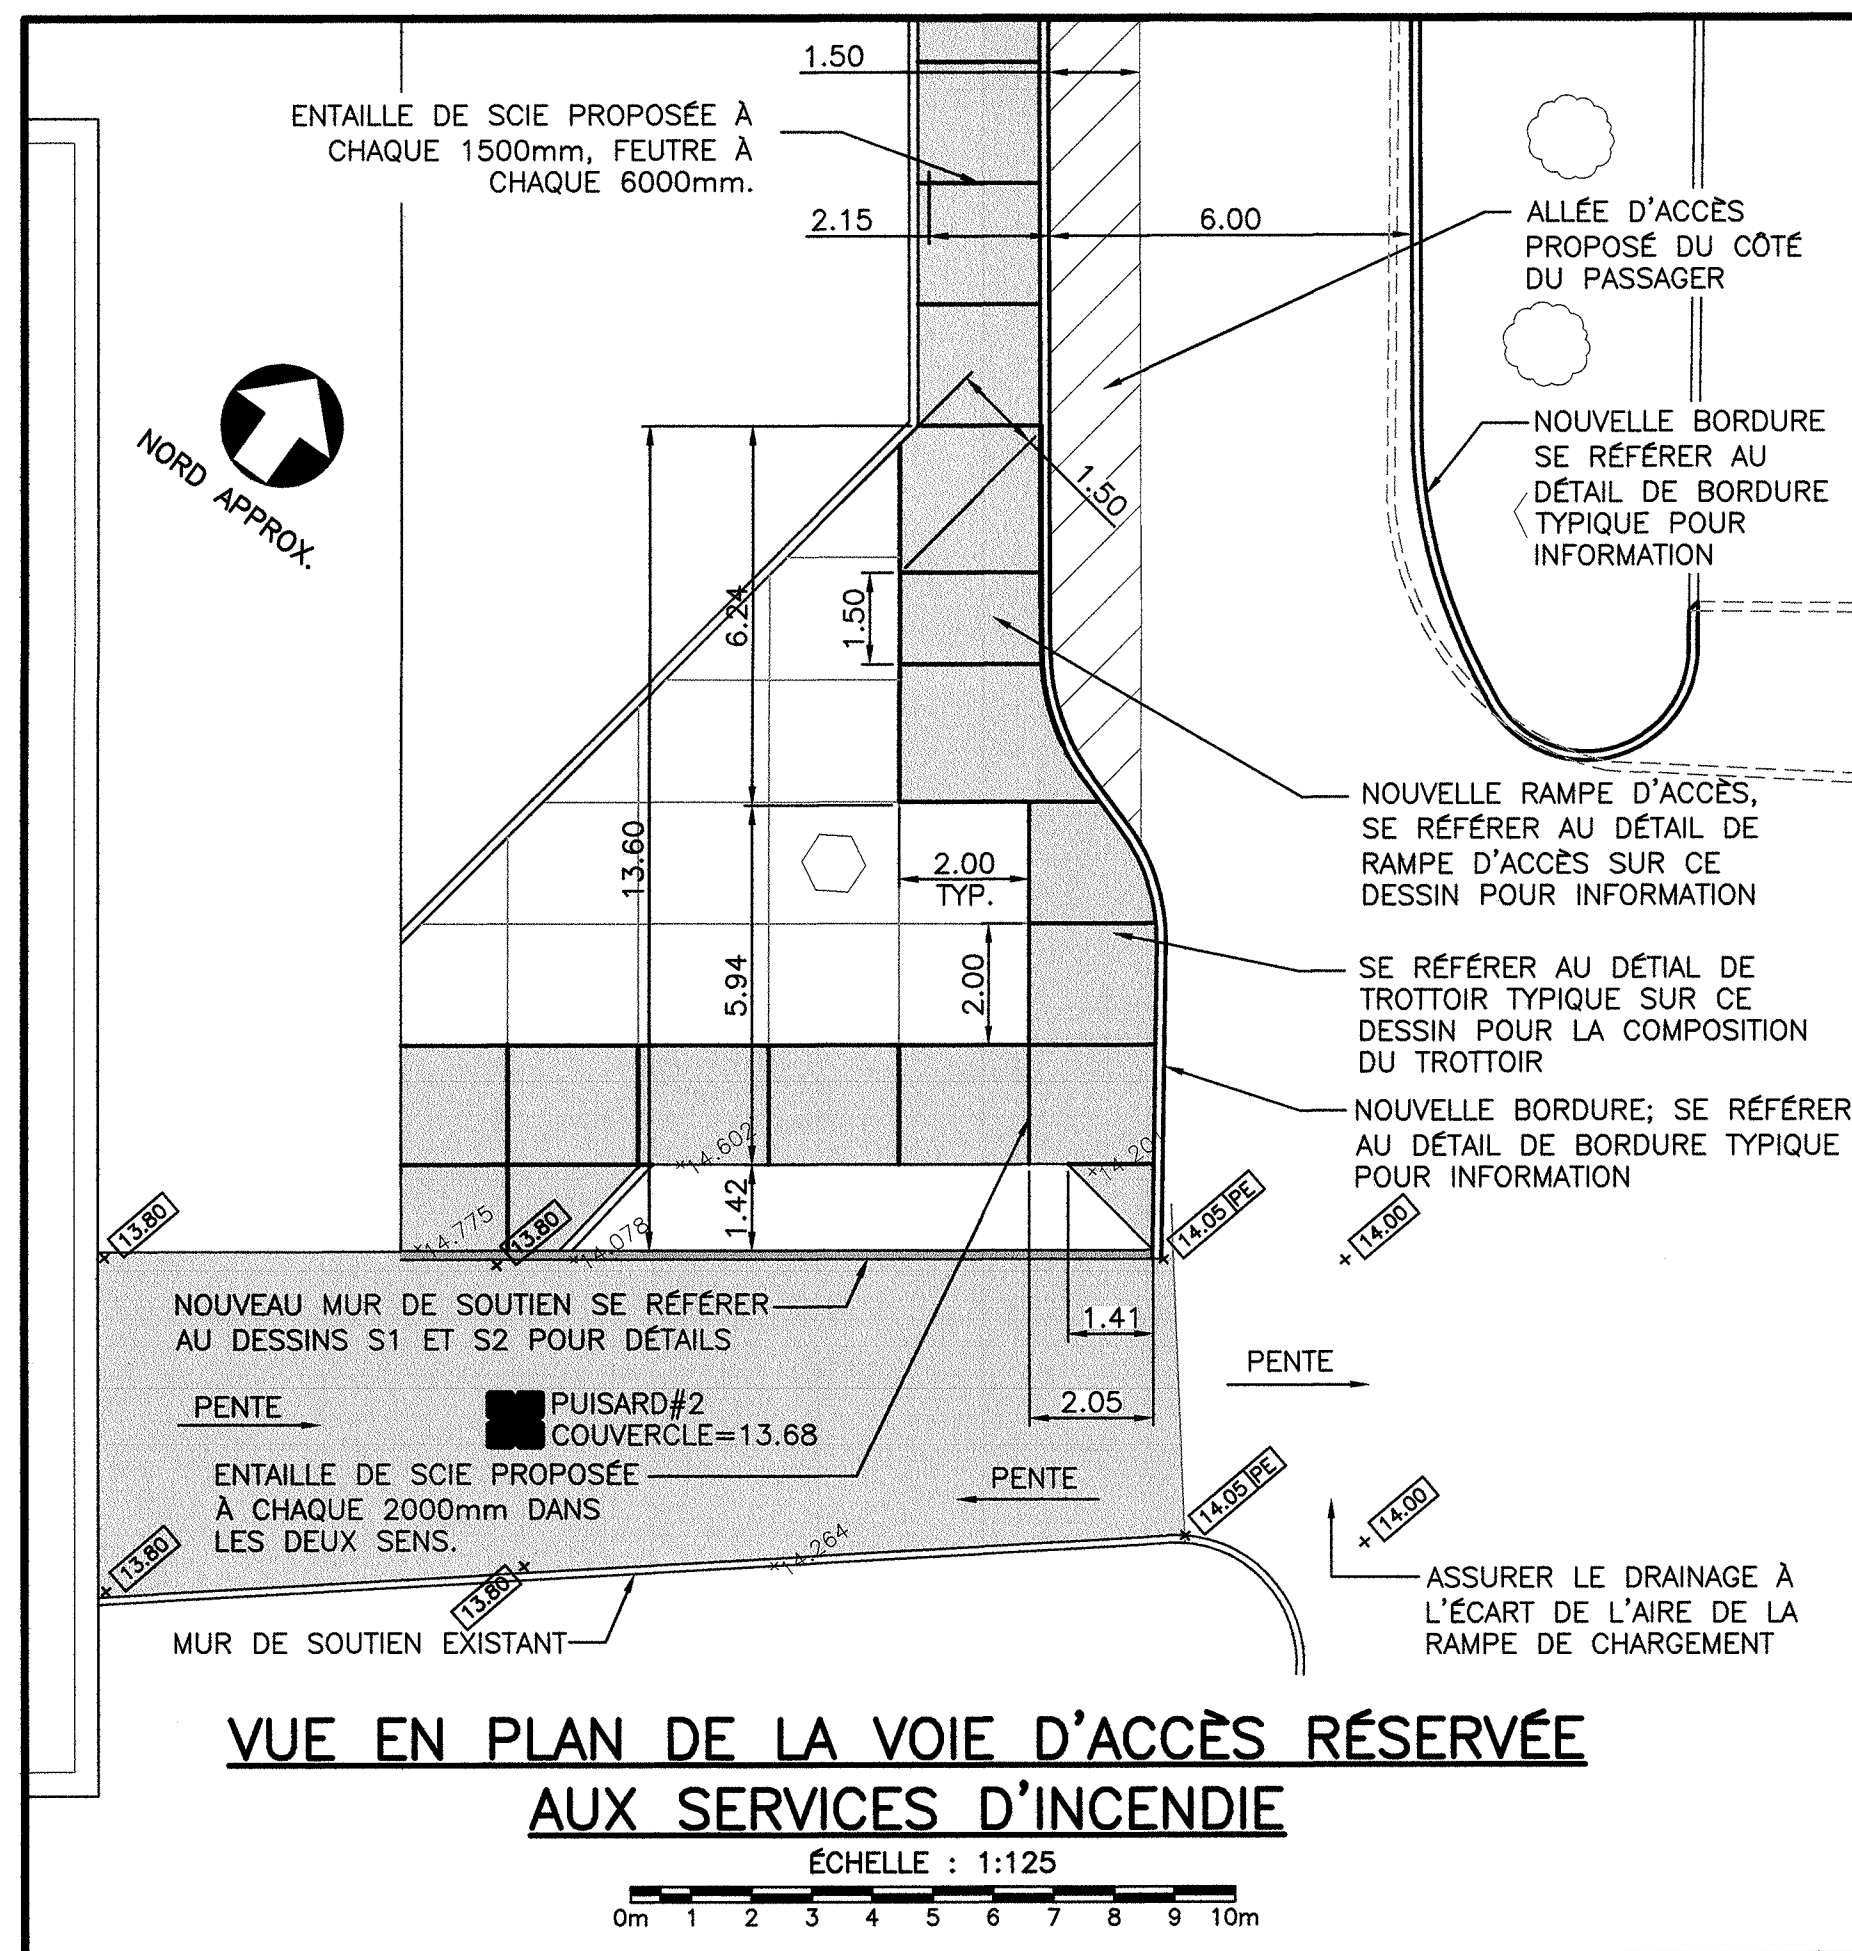 1.50
ENTAILLE DE SCIE PROPOSÉE À
CHAQUE 1500mm, FEUTRE À
CHAQUE 6000mm.
2.15
6.00
ALLÉE D'ACCÈS
PROPOSÉ DU CÔTÉ
DU PASSAGER
NORD APPROX.
NOUVELLE BORDURE
SE RÉFÉRER AU
DÉTAIL DE BORDURE
TYPIQUE POUR
INFORMATION
1.50
6.24
1.50
13.60
NOUVELLE RAMPE D'ACCÈS,
SE RÉFÉRER AU DÉTAIL DE
RAMPE D'ACCÈS SUR CE
DESSIN POUR INFORMATION
2.00
TYP.
5.94
2.00
SE RÉFÉRER AU DÉTIAL DE
TROTTOIR TYPIQUE SUR CE
DESSIN POUR LA COMPOSITION
DU TROTTOIR
NOUVELLE BORDURE; SE RÉFÉRER
AU DÉTAIL DE BORDURE TYPIQUE
POUR INFORMATION
14.602
14.201
1.42
13.80
14.775
13.80
14.078
14.05 PE
14.00
NOUVEAU MUR DE SOUTIEN SE RÉFÉRER
AU DESSINS S1 ET S2 POUR DÉTAILS
1.41
PENTE
2.05
PENTE
PUISARD#2
COUVERCLE=13.68
ENTAILLE DE SCIE PROPOSÉE
À CHAQUE 2000mm DANS
LES DEUX SENS.
PENTE
14.05 PE
14.00
13.80
13.80
14.264
ASSURER LE DRAINAGE À
L'ÉCART DE L'AIRE DE LA
RAMPE DE CHARGEMENT
MUR DE SOUTIEN EXISTANT
VUE EN PLAN DE LA VOIE D'ACCÈS RÉSERVÉE
AUX SERVICES D'INCENDIE
ÉCHELLE : 1:125
0m 1 2 3 4 5 6 7 8 9 10m